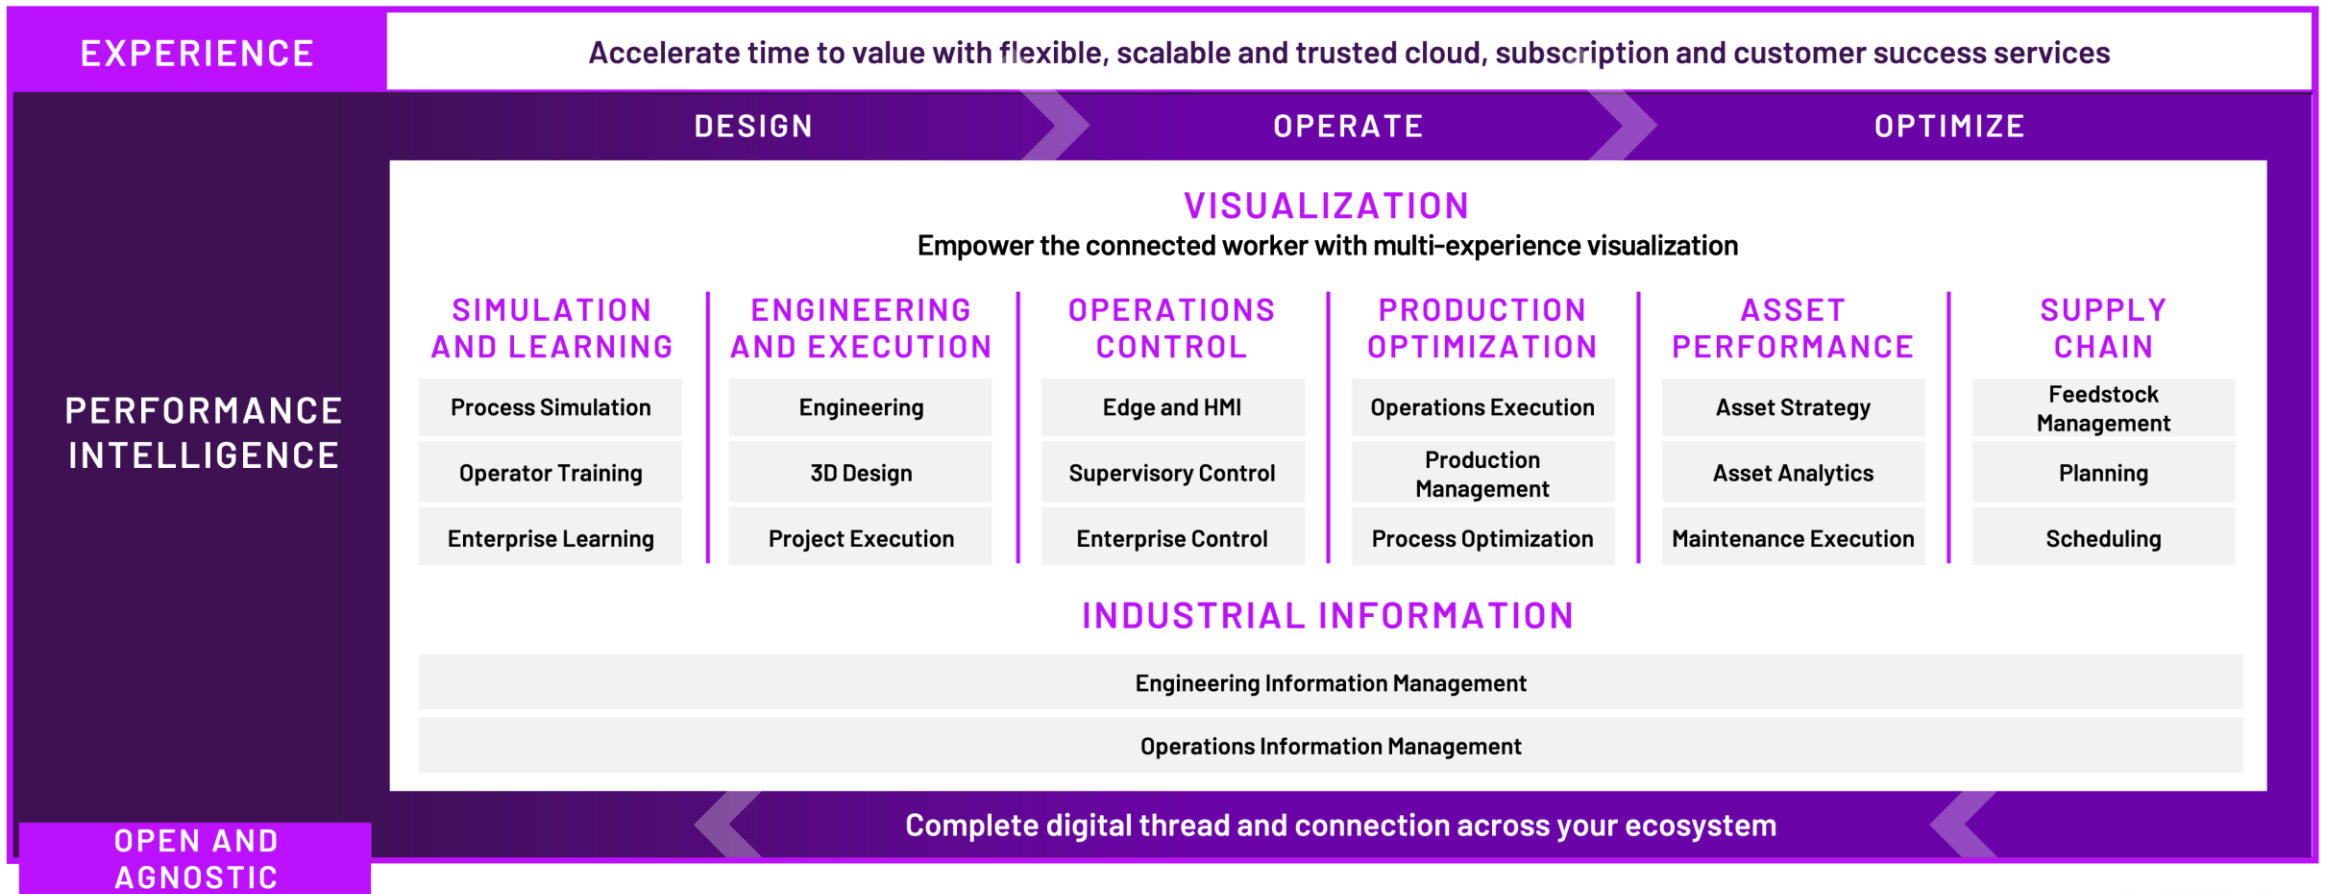 EXPERIENCE
Accelerate time to value with flexible, scalable and trusted cloud, subscription and customer success services
DESIGN
OPERATE
OPTIMIZE
PERFORMANCE
INTELLIGENCE
VISUALIZATION
Empower the connected worker with multi-experience visualization
SIMULATION
AND LEARNING
Process Simulation
Operator Training
Enterprise Learning
ENGINEERING
AND EXECUTION
Engineering
3D Design
Project Execution
OPERATIONS
CONTROL
Edge and HMI
Supervisory Control
Enterprise Control
PRODUCTION
OPTIMIZATION
Operations Execution
Production
Management
Process Optimization
ASSET
PERFORMANCE
Asset Strategy
Asset Analytics
Maintenance Execution
SUPPLY
CHAIN
Feedstock
Management
Planning
Scheduling
INDUSTRIAL INFORMATION
Engineering Information Management
Operations Information Management
OPEN AND
AGNOSTIC
Complete digital thread and connection across your ecosystem